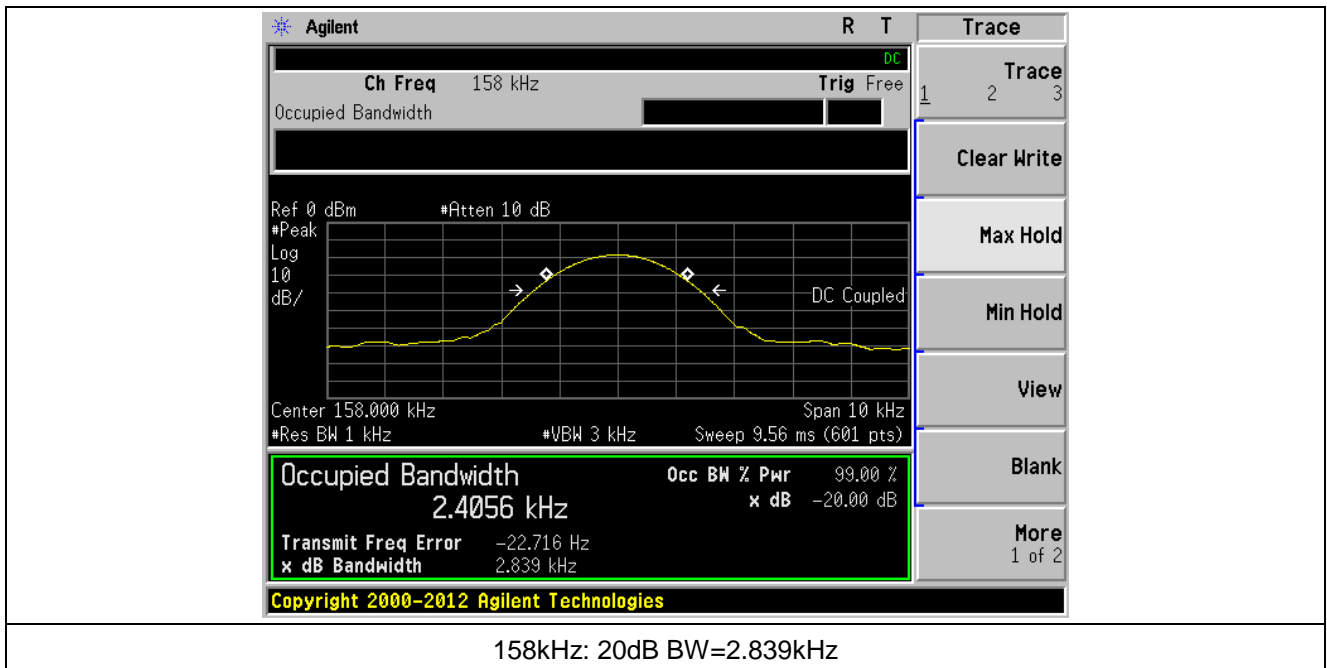 Agilent R T
DC
Ch Freq 158 kHz Trig Free
Occupied Bandwidth
Ref 0 dBm #Atten 10 dB
#Peak
Log
10
dB/
DC Coupled
Center 158.000 kHz Span 10 kHz
#Res BW 1 kHz #VBW 3 kHz Sweep 9.56 ms (601 pts)
Occupied Bandwidth Occ BW % Pwr 99.00 %
2.4056 kHz x dB -20.00 dB
Transmit Freq Error -22.716 Hz
x dB Bandwidth 2.839 kHz
Copyright 2000-2012 Agilent Technologies
Trace
Trace
1 2 3
Clear Write
Max Hold
Min Hold
View
Blank
More
1 of 2
158kHz: 20dB BW=2.839kHz